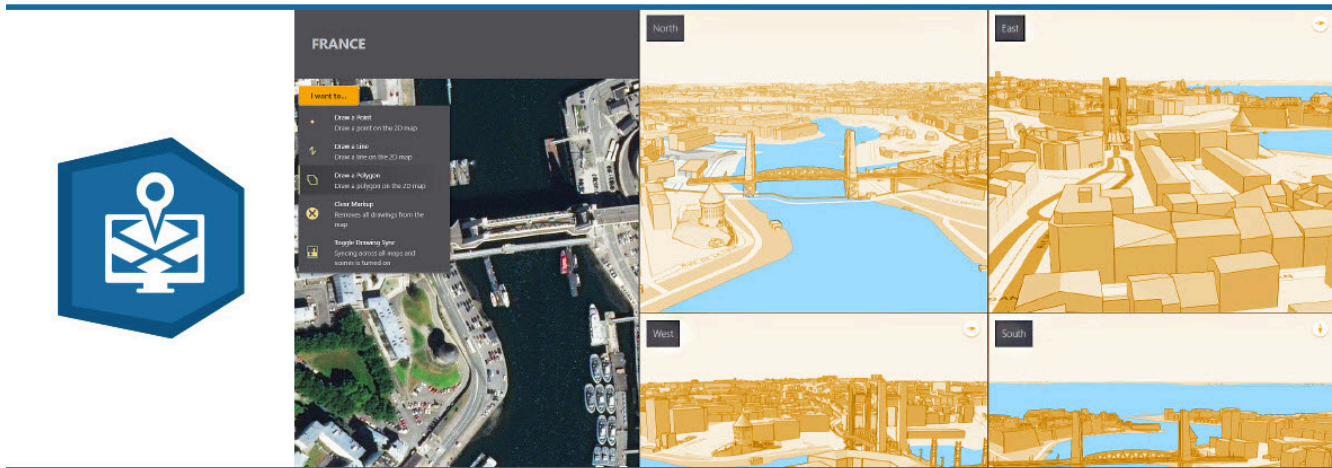 FRANCE
I want to...
Draw a Point
Draw a point on the 2D map
Draw a Line
Draw a line on the 2D map
Draw a Polygon
Draw a polygon on the 2D map
Clear Markup
Removes all drawings from the
map
Toggle Drawing Sync
Syncing across all maps and
scenes is turned on
North
East
West
South